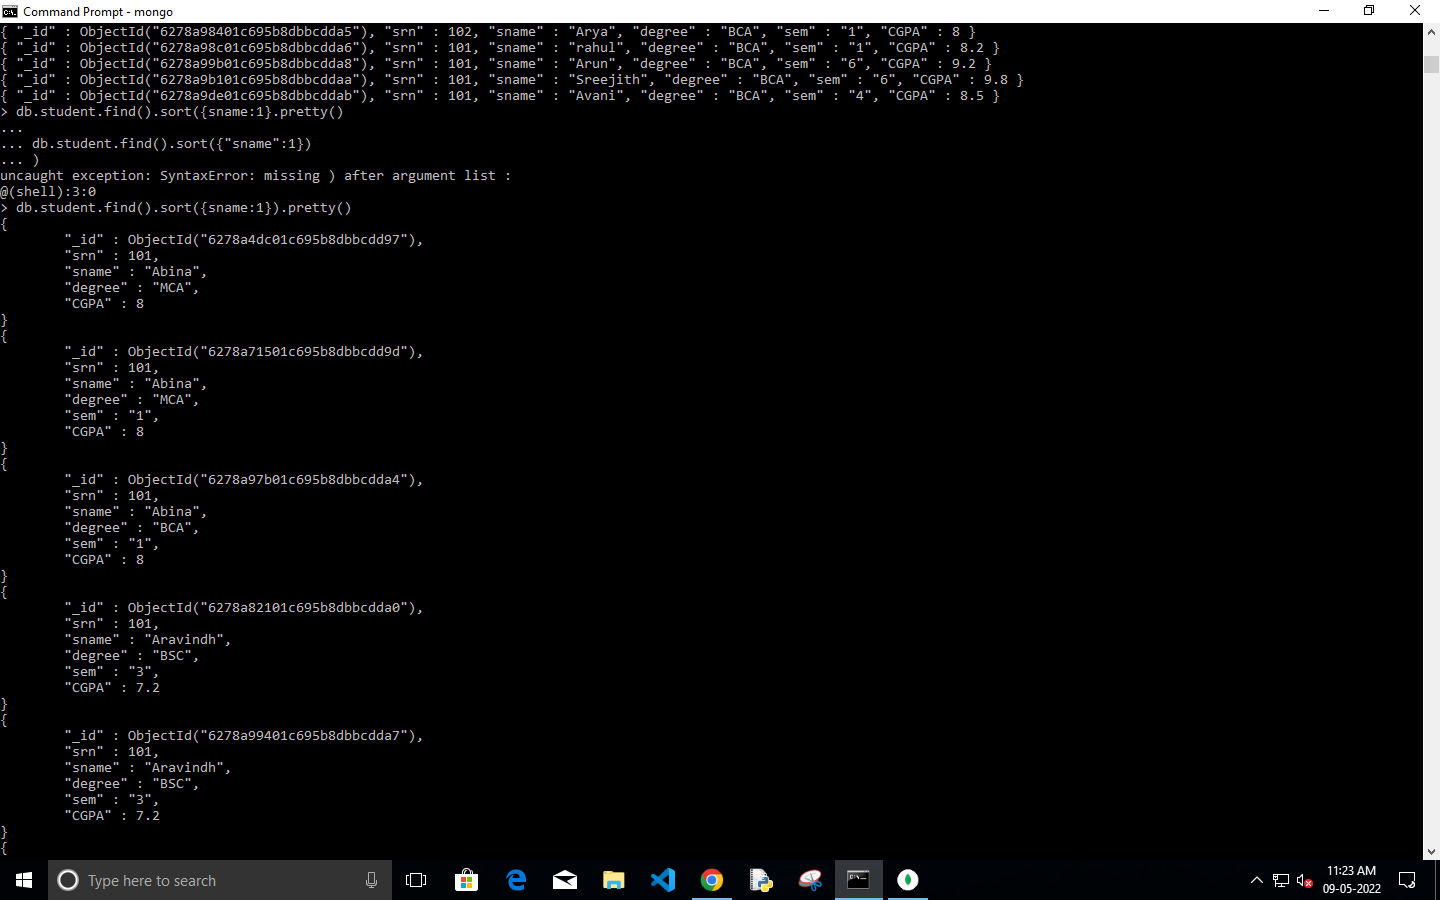 Command Prompt - mongo
{ "_id" : ObjectId("6278a98401c695b8dbbcdda5"), "srn" : 102, "sname" : "Arya", "degree" : "BCA", "sem" : "1", "CGPA" : 8 }
{ "_id" : ObjectId("6278a98c01c695b8dbbcdda6"), "srn" : 101, "sname" : "rahul", "degree" : "BCA", "sem" : "1", "CGPA" : 8.2 }
{ "_id" : ObjectId("6278a99b01c695b8dbbcdda8"), "srn" : 101, "sname" : "Arun", "degree" : "BCA", "sem" : "6", "CGPA" : 9.2 }
{ "_id" : ObjectId("6278a9b101c695b8dbbcddaa"), "srn" : 101, "sname" : "Sreejith", "degree" : "BCA", "sem" : "6", "CGPA" : 9.8 }
{ "_id" : ObjectId("6278a9de01c695b8dbbcddab"), "srn" : 101, "sname" : "Avani", "degree" : "BCA", "sem" : "4", "CGPA" : 8.5 }
> db.student.find().sort({sname:1}.pretty()
...
... db.student.find().sort({"sname":1})
... )
uncaught exception: SyntaxError: missing ) after argument list :
@(shell):3:0
> db.student.find().sort({sname:1}).pretty()
{
"_id" : ObjectId("6278a4dc01c695b8dbbcdd97"),
"srn" : 101,
"sname" : "Abina",
"degree" : "MCA",
"CGPA" : 8
}
{
"_id" : ObjectId("6278a71501c695b8dbbcdd9d"),
"srn" : 101,
"sname" : "Abina",
"degree" : "MCA",
"sem" : "1",
"CGPA" : 8
}
{
"_id" : ObjectId("6278a97b01c695b8dbbcdda4"),
"srn" : 101,
"sname" : "Abina",
"degree" : "BCA",
"sem" : "1",
"CGPA" : 8
}
{
"_id" : ObjectId("6278a82101c695b8dbbcdda0"),
"srn" : 101,
"sname" : "Aravindh",
"degree" : "BSC",
"sem" : "3",
"CGPA" : 7.2
}
{
"_id" : ObjectId("6278a99401c695b8dbbcdda7"),
"srn" : 101,
"sname" : "Aravindh",
"degree" : "BSC",
"sem" : "3",
"CGPA" : 7.2
}
{
Type here to search
11:23 AM
09-05-2022